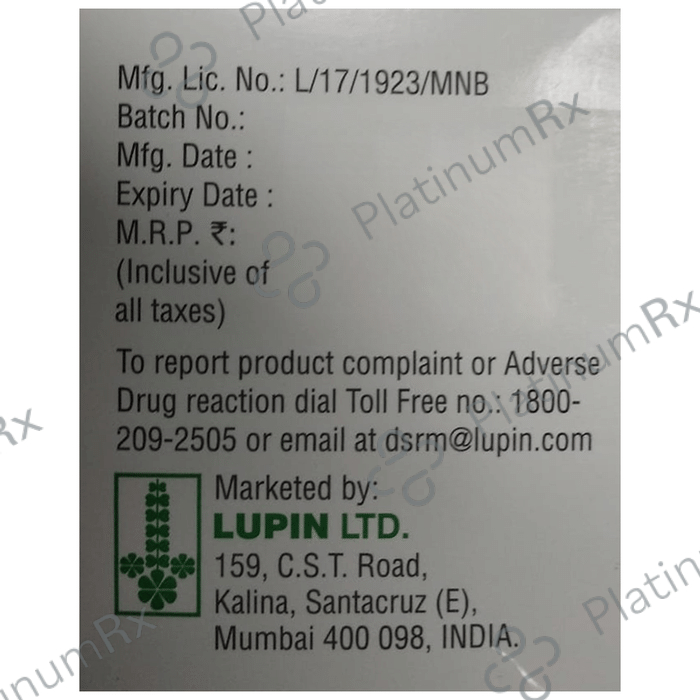 Mfg. Lic. No.: L/17/1923/MNB
Batch No.:
Mfg. Date :
Expiry Date :
M.R.P. ₹:
(Inclusive of
all taxes)
To report product complaint or Adverse
Drug reaction dial Toll Free no.: 1800-
209-2505 or email at dsrm@lupin.com
Marketed by:
LUPIN LTD.
159, C.S.T. Road,
Kalina, Santacruz (E),
Mumbai 400 098, INDIA.
PlatinumRx
PlatinumRx
PlatinumRx